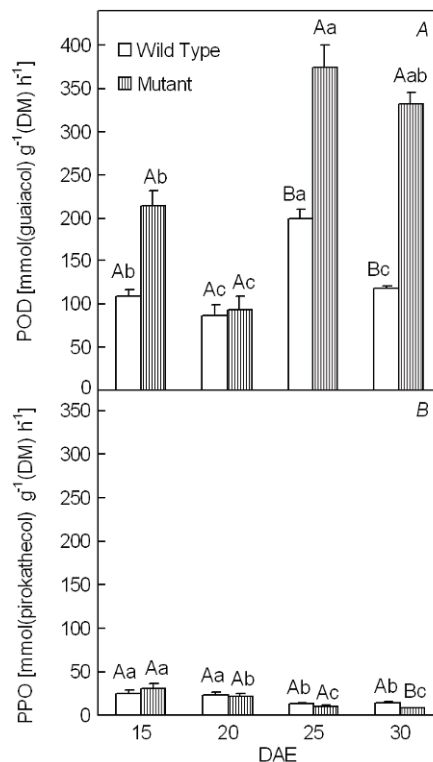 400
A
Wild Type
Aa
350
Mutant
Aab
300
250
Ab
200
Ba
150
Ab
Ac
Ac
Bc
100
50
0
POD [mmol(guaiacol) g-1(DM) h-1]
350
B
300
250
200
150
100
50
Aa
Aa
Aa
Ab
Ab
Ac
Ab
Bc
0
PPO [mmol(pirokathecol) g-1(DM) h-1]
15
20
25
30
DAE